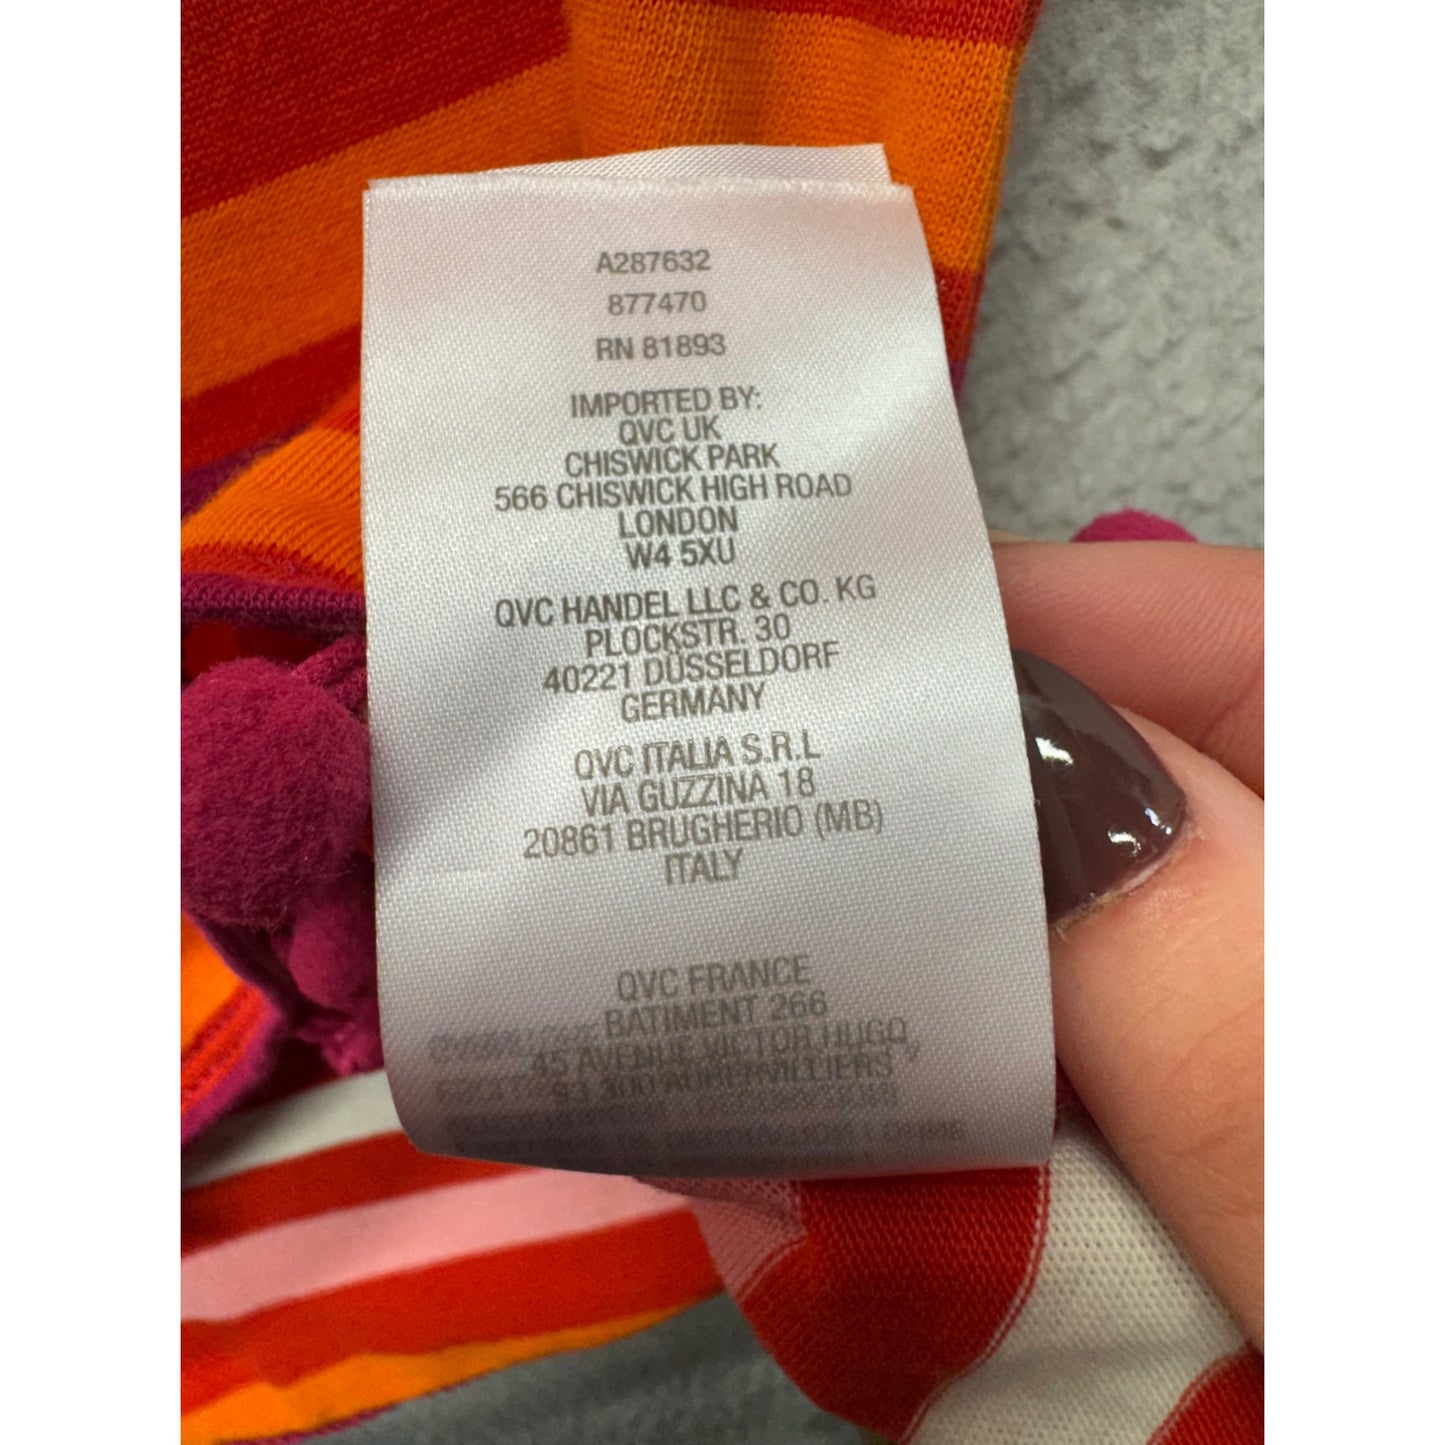 A287632
877470
RN 81893
IMPORTED BY:
QVC UK
CHISWICK PARK
566 CHISWICK HIGH ROAD
LONDON
W4 5XU
QVC HANDEL LLC & CO. KG
PLOCKSTR. 30
40221 DÜSSELDORF
GERMANY
QVC ITALIA S.R.L
VIA GUZZINA 18
20861 BRUGHERIO (MB)
ITALY
QVC FRANCE
BATIMENT 266
45 AVENUE VICTOR HUGO,
AUBERVILLIERS